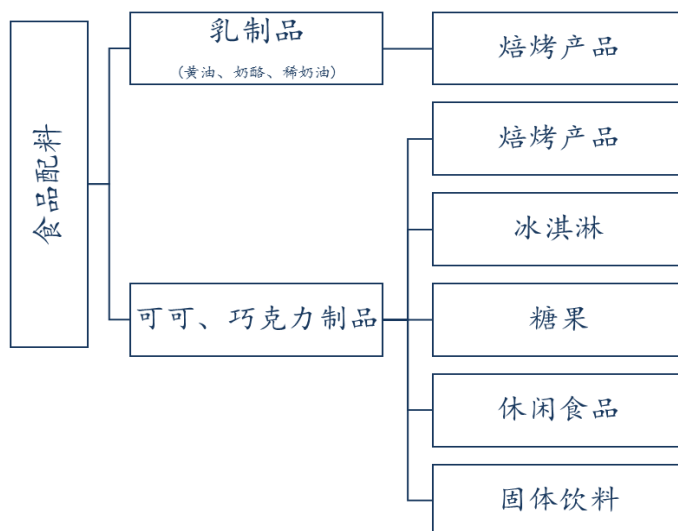 食品配料
乳制品
(黄油、奶酪、稀奶油)
焙烤产品
可可、巧克力制品
焙烤产品
冰淇淋
糖果
休闲食品
固体饮料